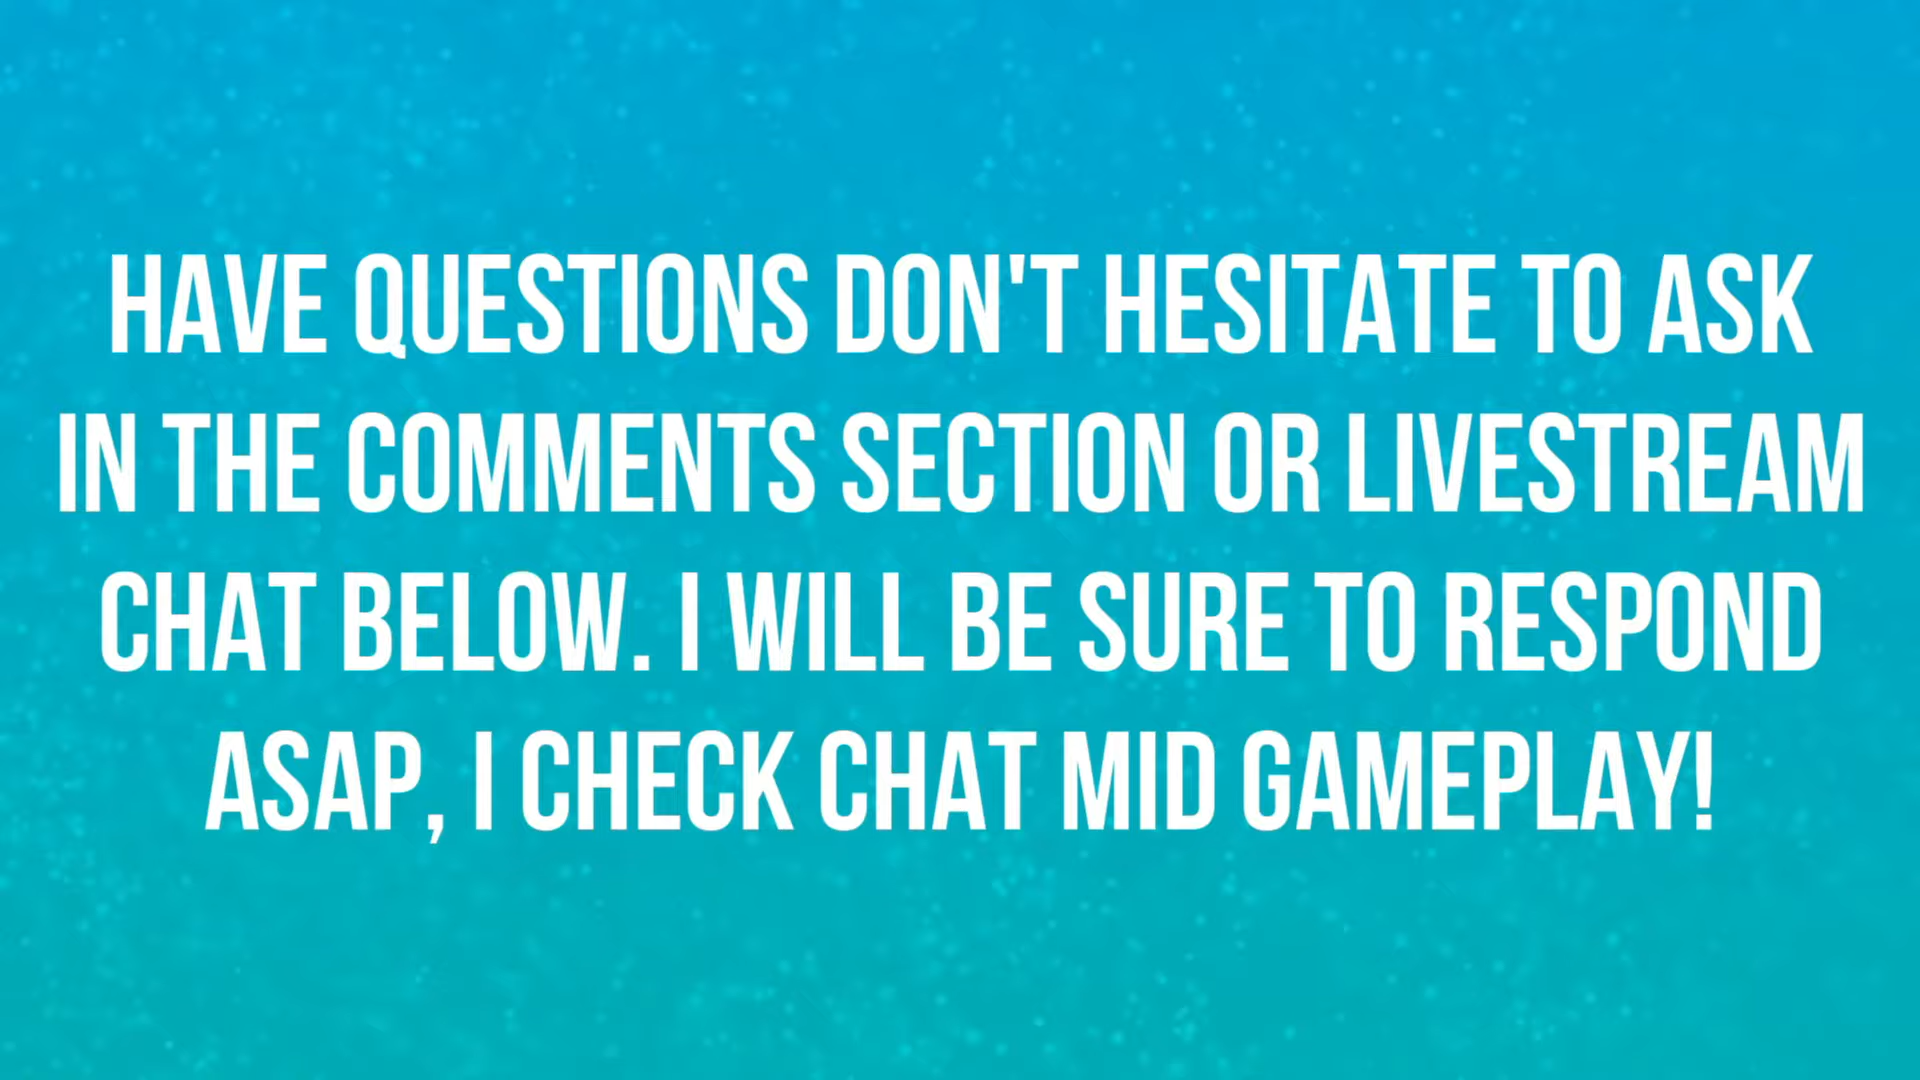 HAVE QUESTIONS DON'T HESITATE TO ASK
IN THE COMMENTS SECTION OR LIVESTREAM
CHAT BELOW. I WILL BE SURE TO RESPOND
ASAP, I CHECK CHAT MID GAMEPLAY!